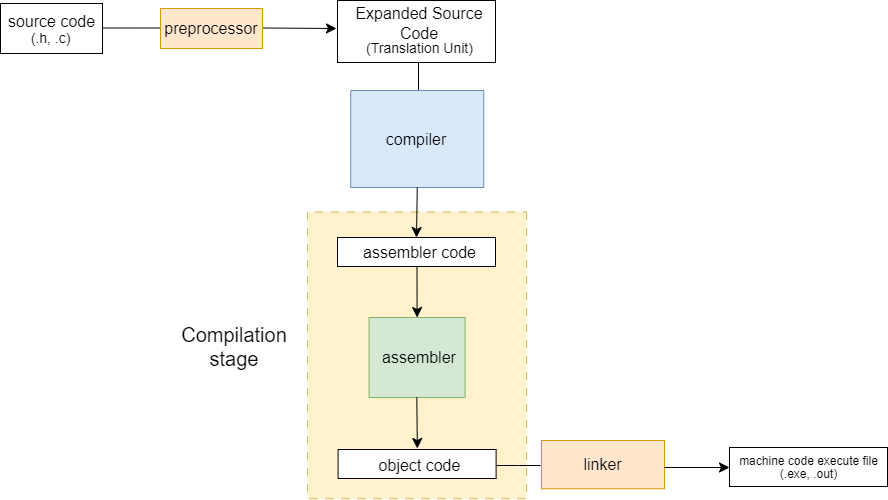 source code
(.h, .c)
preprocessor
Expanded Source
Code
(Translation Unit)
compiler
assembler code
Compilation
stage
assembler
object code
linker
machine code execute file
(.exe, .out)